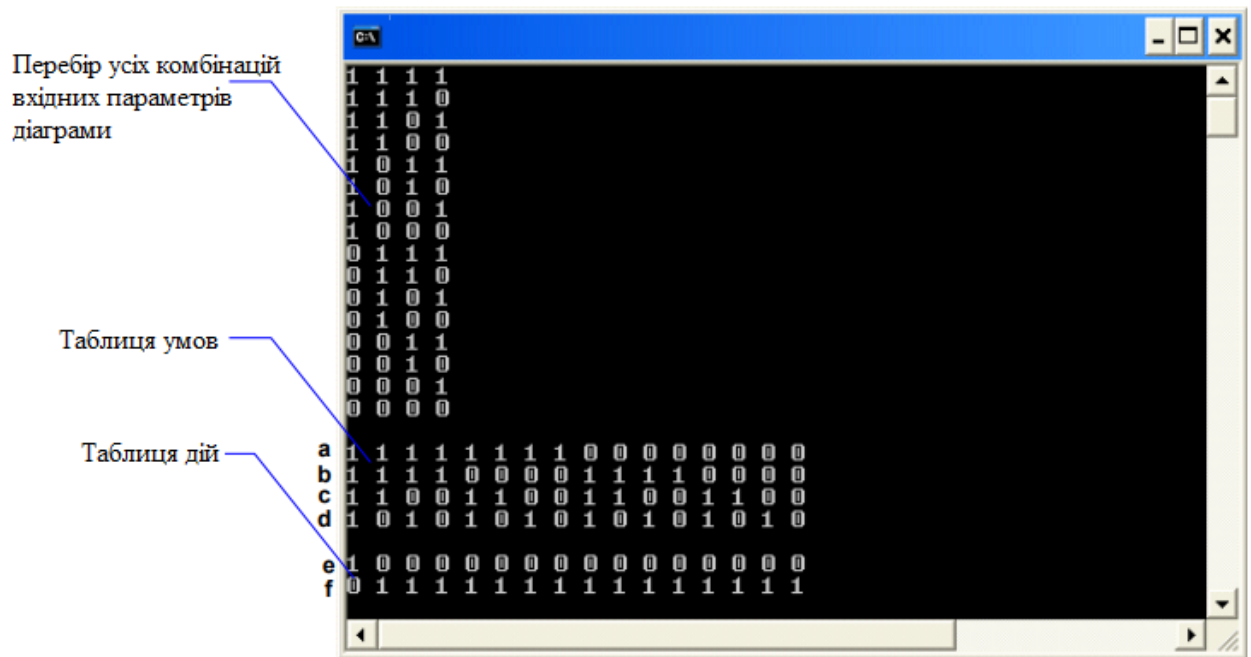 C:\
Перебір усіх комбінацій
вхідних параметрів
діаграми
1 1 1 1
1 1 1 0
1 1 0 1
1 1 0 0
1 0 1 1
1 0 1 0
1 0 0 1
1 0 0 0
0 1 1 1
0 1 1 0
0 1 0 1
0 1 0 0
0 0 1 1
0 0 1 0
0 0 0 1
0 0 0 0
Таблиця умов
a 1 1 1 1 1 1 1 1 0 0 0 0 0 0 0 0
b 1 1 1 1 0 0 0 0 1 1 1 1 0 0 0 0
c 1 1 0 0 1 1 0 0 1 1 0 0 1 1 0 0
d 1 0 1 0 1 0 1 0 1 0 1 0 1 0 1 0
Таблиця дій
e 1 0 0 0 0 0 0 0 0 0 0 0 0 0 0 0
f 0 1 1 1 1 1 1 1 1 1 1 1 1 1 1 1